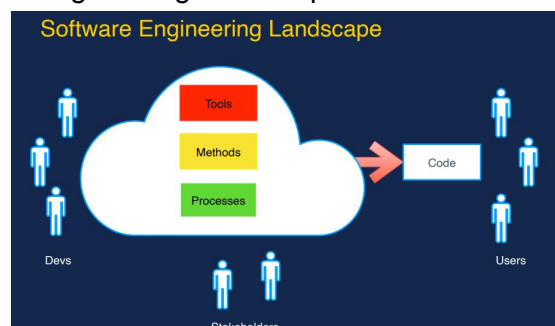 Software Engineering Landscape
Tools
Methods
Code
Processes
Devs
Users